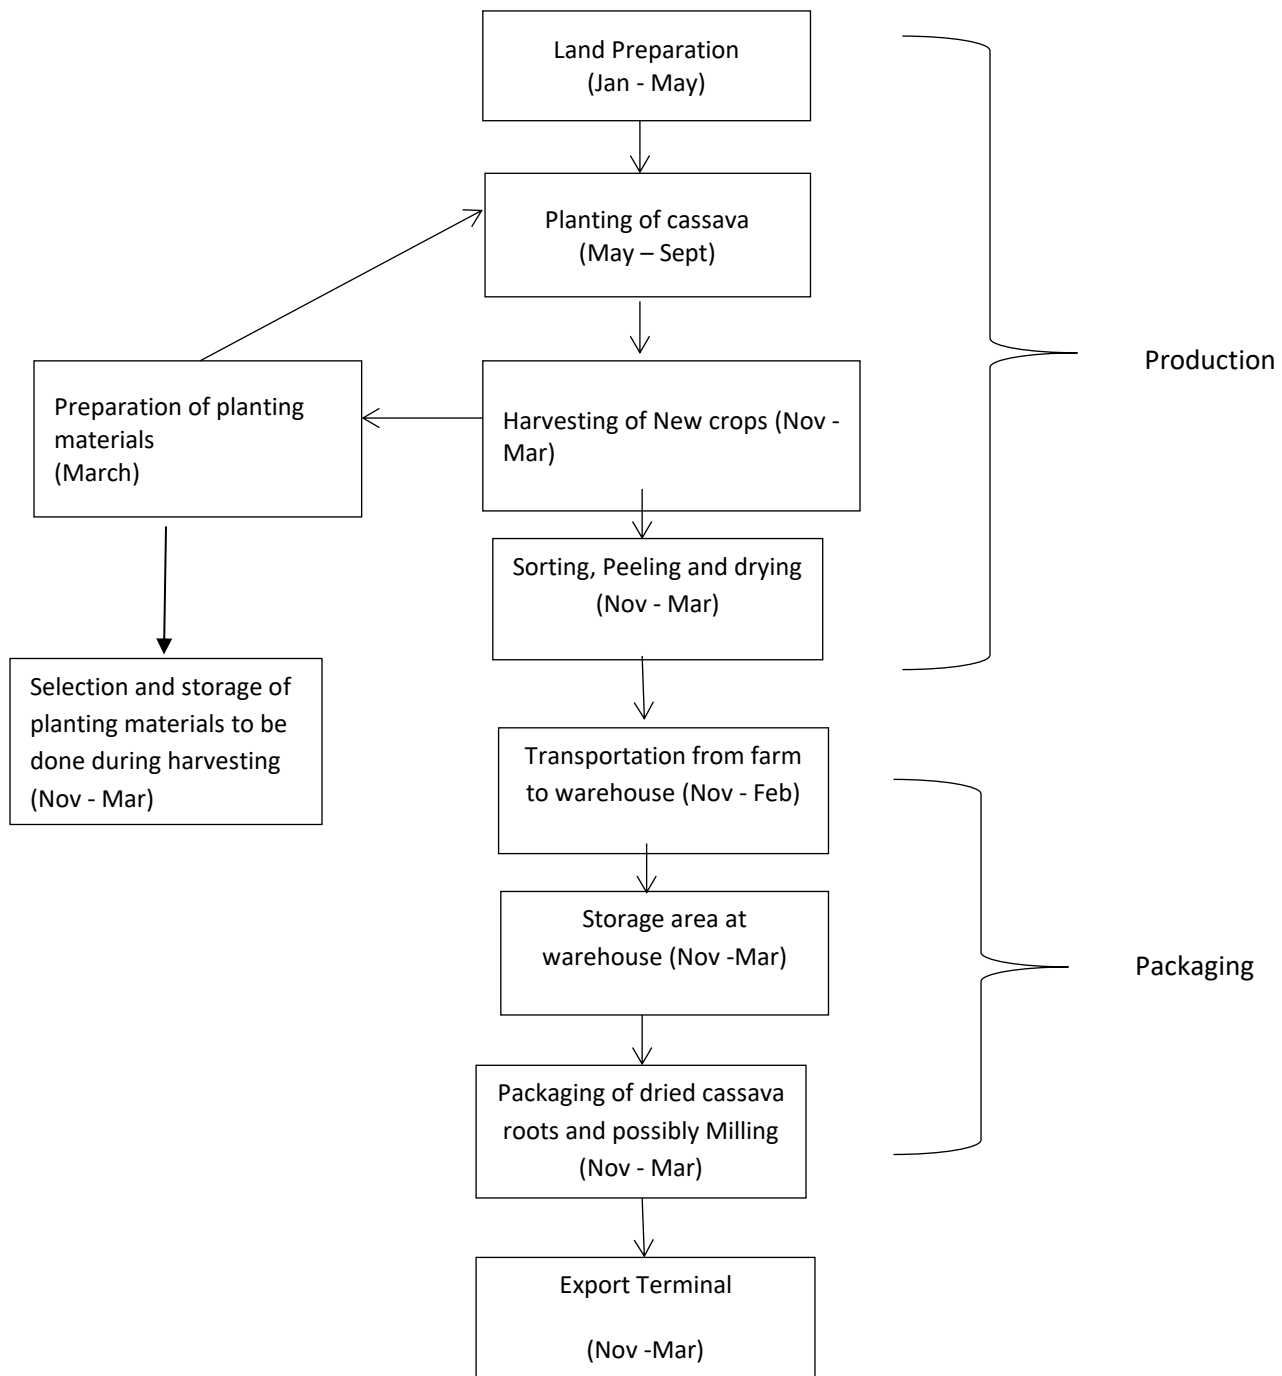 Land Preparation
(Jan - May)
Planting of cassava
(May – Sept)
Production
Preparation of planting
materials
(March)
Harvesting of New crops (Nov -
Mar)
Sorting, Peeling and drying
(Nov - Mar)
Selection and storage of
planting materials to be
done during harvesting
(Nov - Mar)
Transportation from farm
to warehouse (Nov - Feb)
Storage area at
warehouse (Nov -Mar)
Packaging
Packaging of dried cassava
roots and possibly Milling
(Nov - Mar)
Export Terminal
(Nov -Mar)